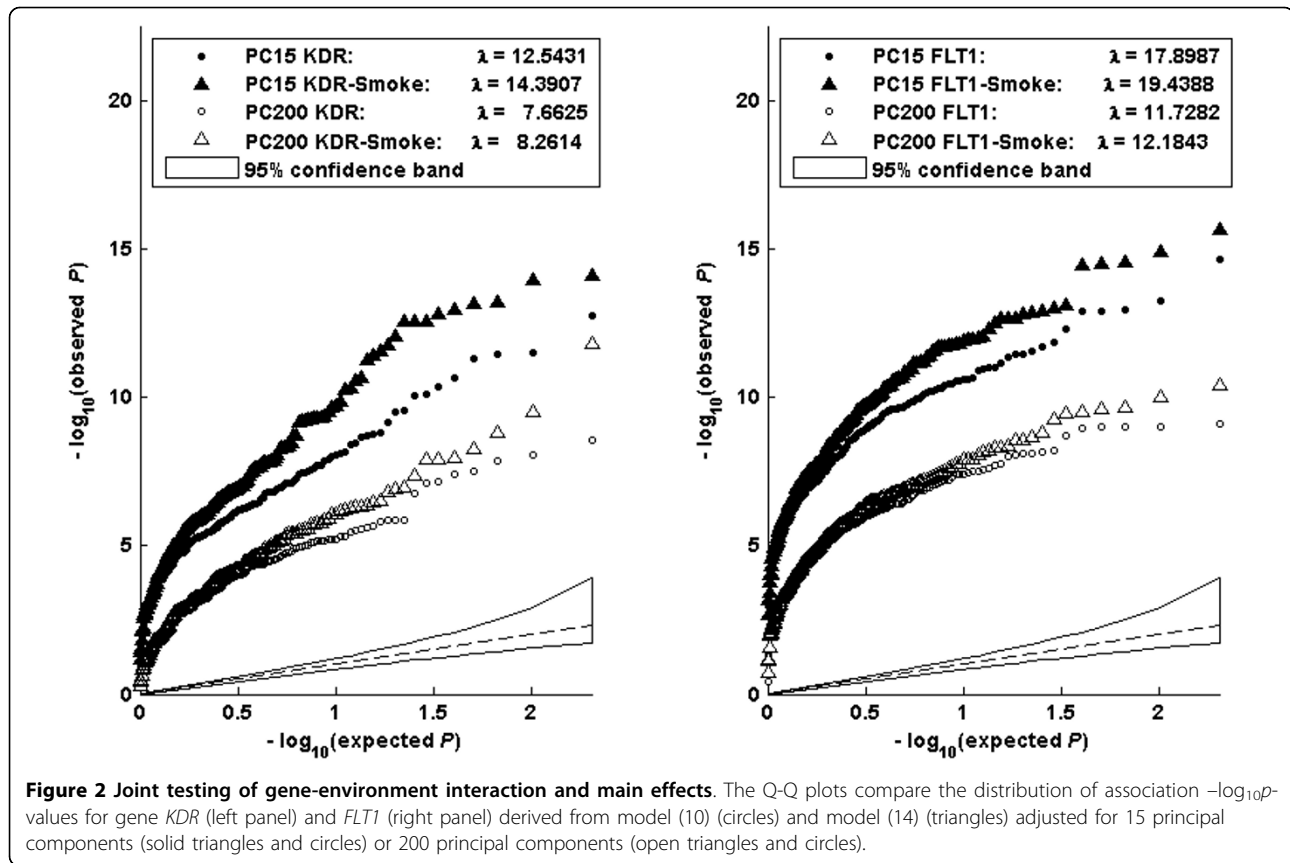 PC15 KDR: λ = 12.5431
PC15 KDR-Smoke: λ = 14.3907
PC200 KDR: λ = 7.6625
PC200 KDR-Smoke: λ = 8.2614
95% confidence band
20
15
10
5
0
- log10(observed P)
0 0.5 1 1.5 2
- log10(expected P)
PC15 FLT1: λ = 17.8987
PC15 FLT1-Smoke: λ = 19.4388
PC200 FLT1: λ = 11.7282
PC200 FLT1-Smoke: λ = 12.1843
95% confidence band
20
15
10
5
0
- log10(observed P)
0 0.5 1 1.5 2
- log10(expected P)
Figure 2 Joint testing of gene-environment interaction and main effects. The Q-Q plots compare the distribution of association –log10p-
values for gene KDR (left panel) and FLT1 (right panel) derived from model (10) (circles) and model (14) (triangles) adjusted for 15 principal
components (solid triangles and circles) or 200 principal components (open triangles and circles).